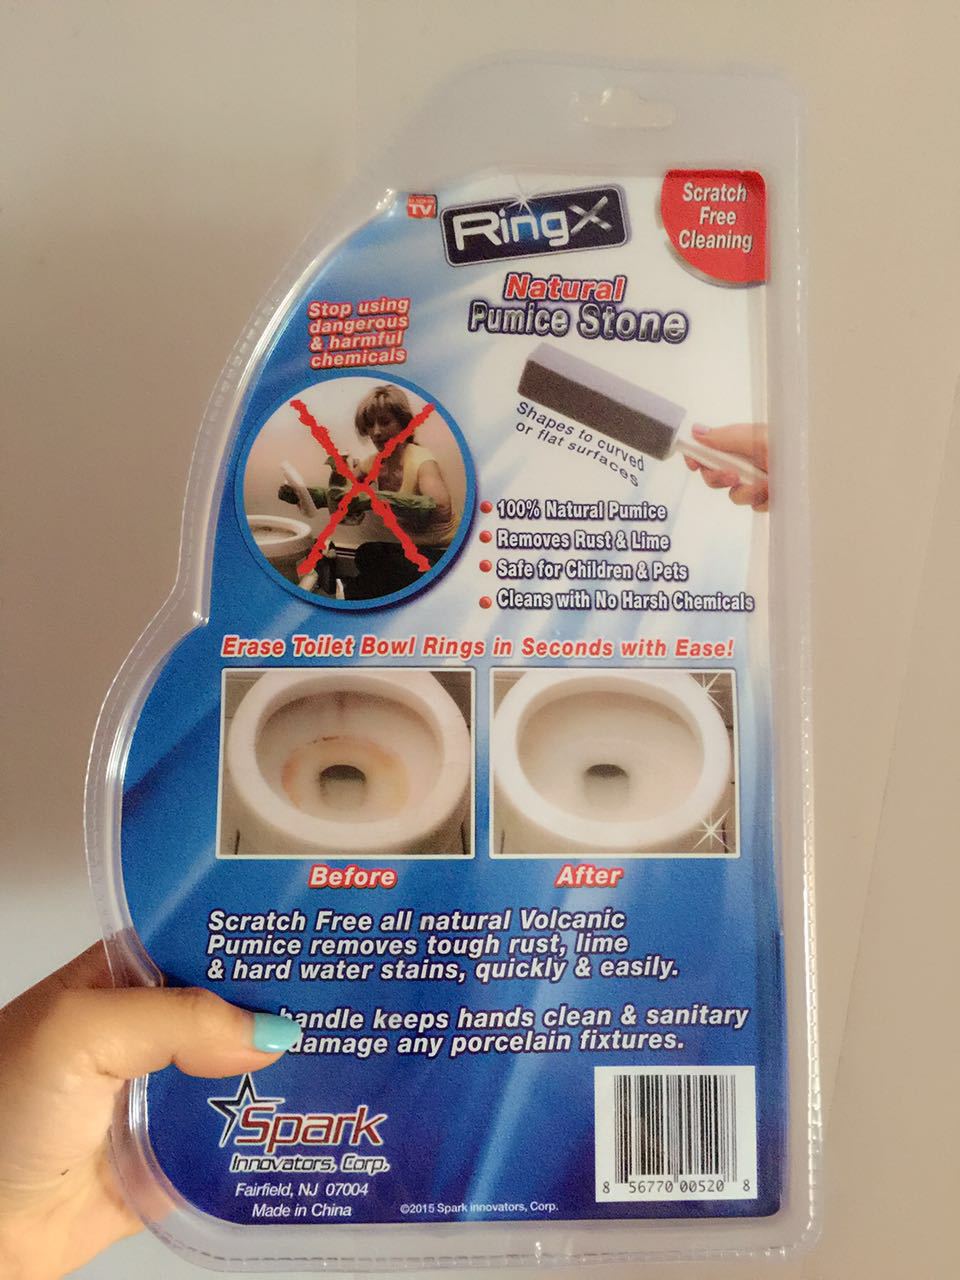 TV
RingX
Scratch
Free
Cleaning
Natural
Pumice Stone
Stop using
dangerous
& harmful
chemicals
Shapes to curved
or flat surfaces
100% Natural Pumice
Removes Rust & Lime
Safe for Children & Pets
Cleans with No Harsh Chemicals
Erase Toilet Bowl Rings in Seconds with Ease!
Before
After
Scratch Free all natural Volcanic
Pumice removes tough rust, lime
& hard water stains, quickly & easily.
handle keeps hands clean & sanitary
damage any porcelain fixtures.
Spark
Innovators, Corp.
Fairfield, NJ 07004
Made in China
©2015 Spark innovators, Corp.
8 56770 00520 8